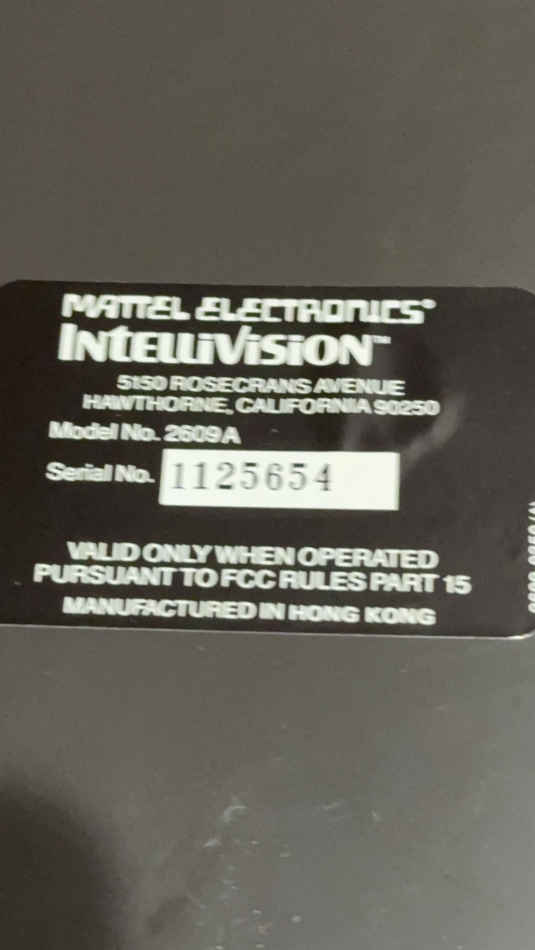 MATTEL ELECTRONICS®
INTELLIVISION™
5150 ROSECRANS AVENUE
HAWTHORNE, CALIFORNIA 90250
Model No. 2609A
Serial No. 1125654
VALID ONLY WHEN OPERATED
PURSUANT TO FCC RULES PART 15
MANUFACTURED IN HONG KONG